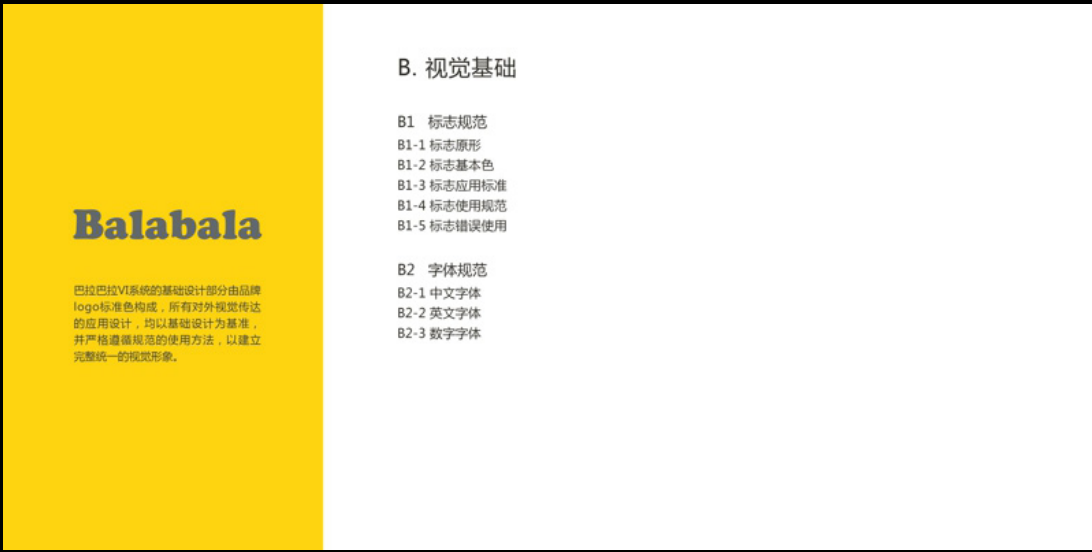 Balabala
巴拉巴拉VI系统的基础设计部分由品牌
logo标准色构成，所有对外视觉传达
的应用设计，均以基础设计为基准，
并严格遵循规范的使用方法，以建立
完整统一的视觉形象。
B. 视觉基础
B1 标志规范
B1-1 标志原形
B1-2 标志基本色
B1-3 标志应用标准
B1-4 标志使用规范
B1-5 标志错误使用
B2 字体规范
B2-1 中文字体
B2-2 英文字体
B2-3 数字字体